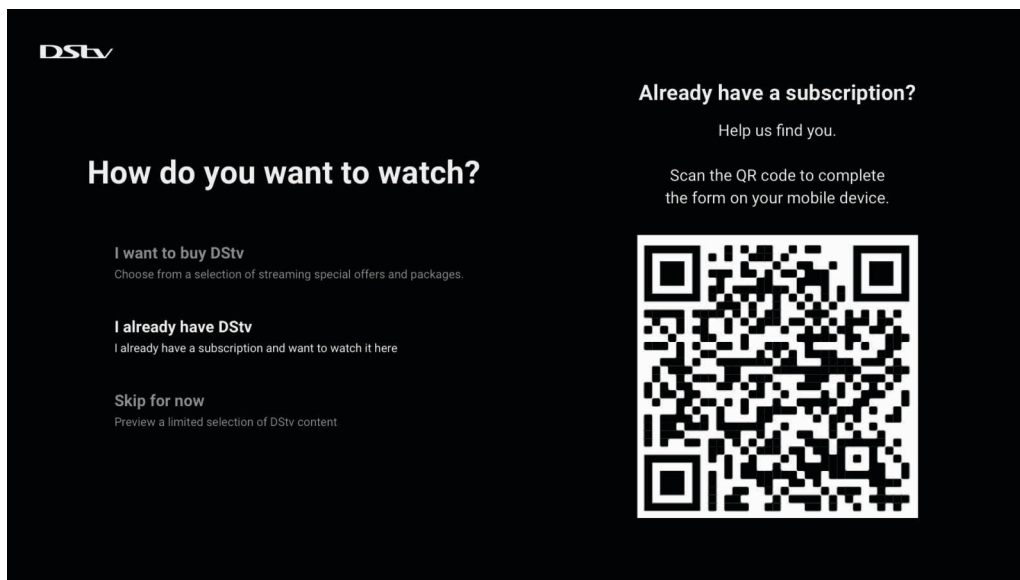 DStv
How do you want to watch?
I want to buy DStv
Choose from a selection of streaming special offers and packages.
I already have DStv
I already have a subscription and want to watch it here
Skip for now
Preview a limited selection of DStv content
Already have a subscription?
Help us find you.
Scan the QR code to complete
the form on your mobile device.